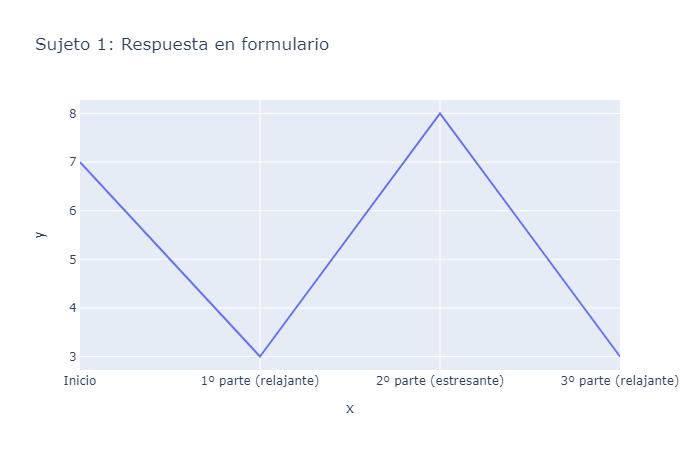 Sujeto 1: Respuesta en formulario
8
7
6
y
5
4
3
Inicio 1º parte (relajante) 2º parte (estresante) 3º parte (relajante)
x